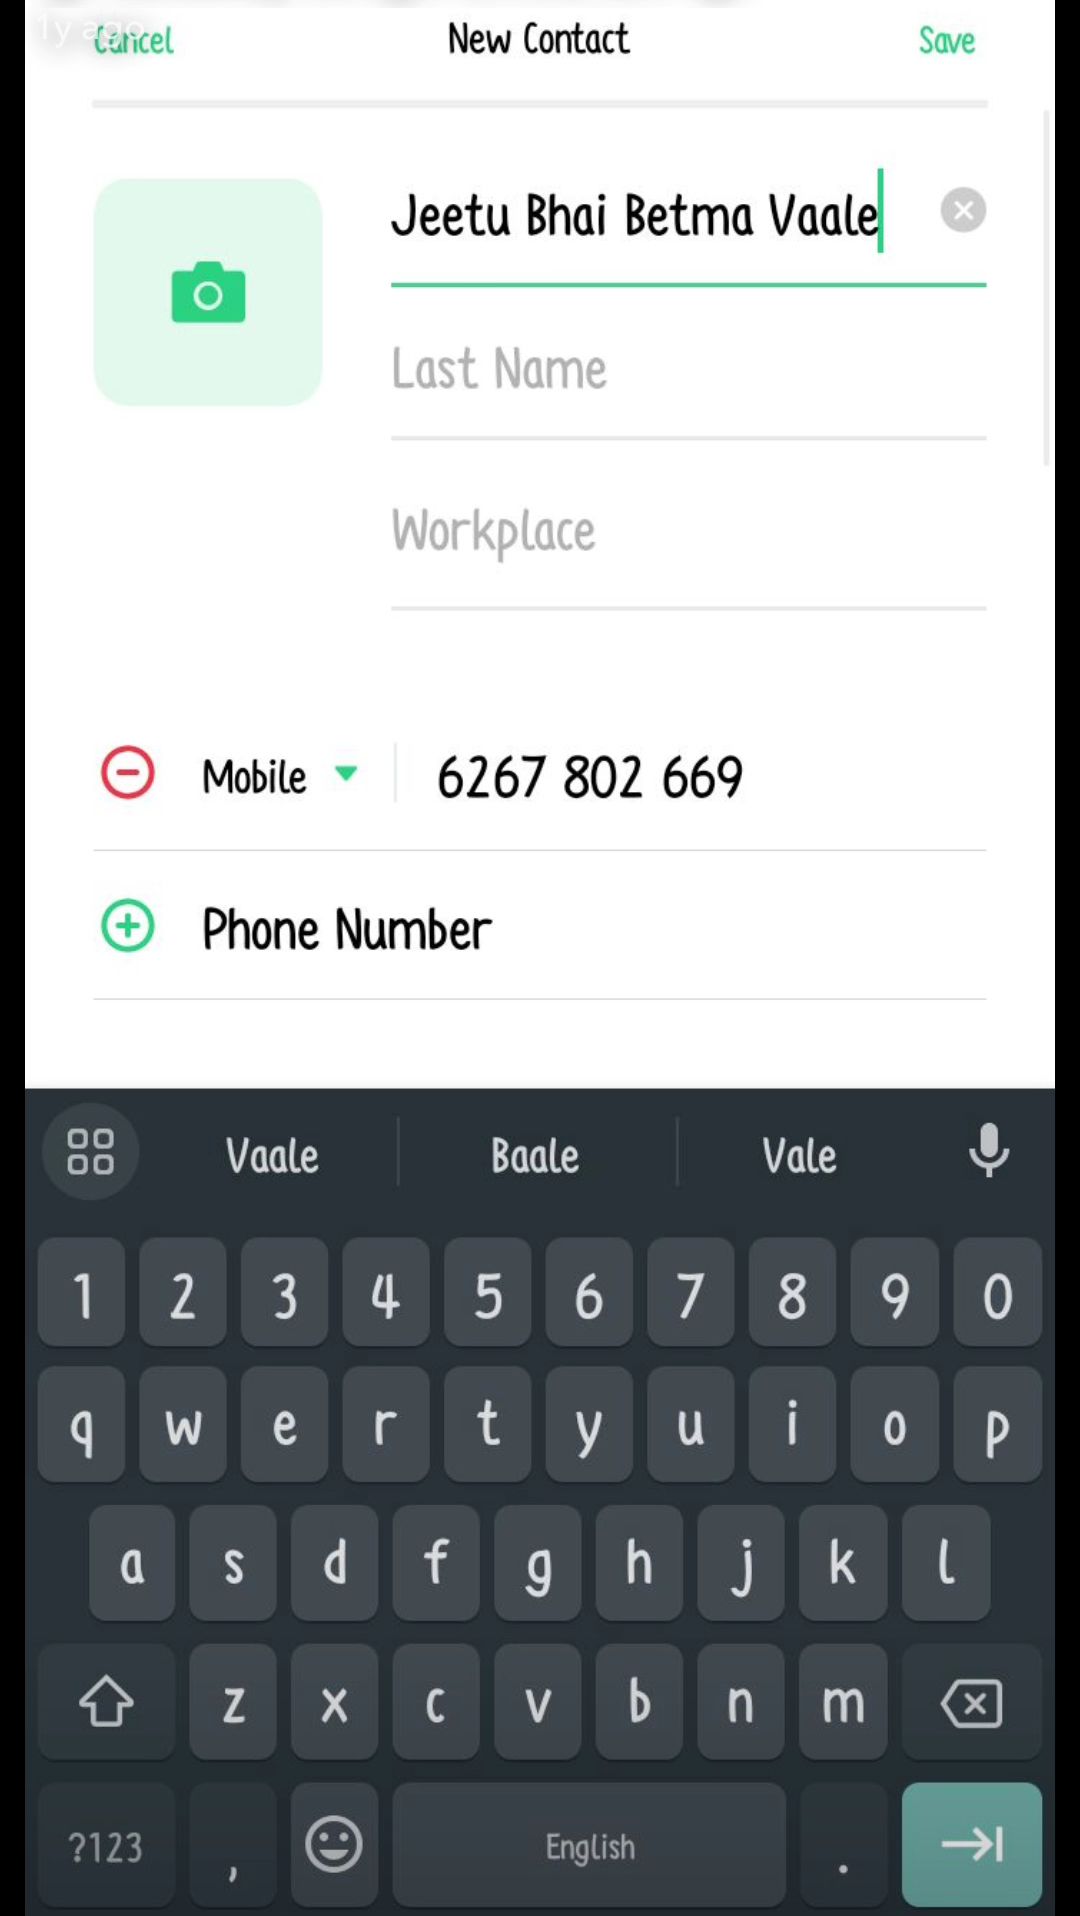 1y ago
Cancel New Contact Save
Jeetu Bhai Betma Vaale
Last Name
Workplace
Mobile 6267 802 669
Phone Number
Vaale Baale Vale
1 2 3 4 5 6 7 8 9 0
q w e r t y u i o p
a s d f g h j k l
z x c v b n m
?123 , English .